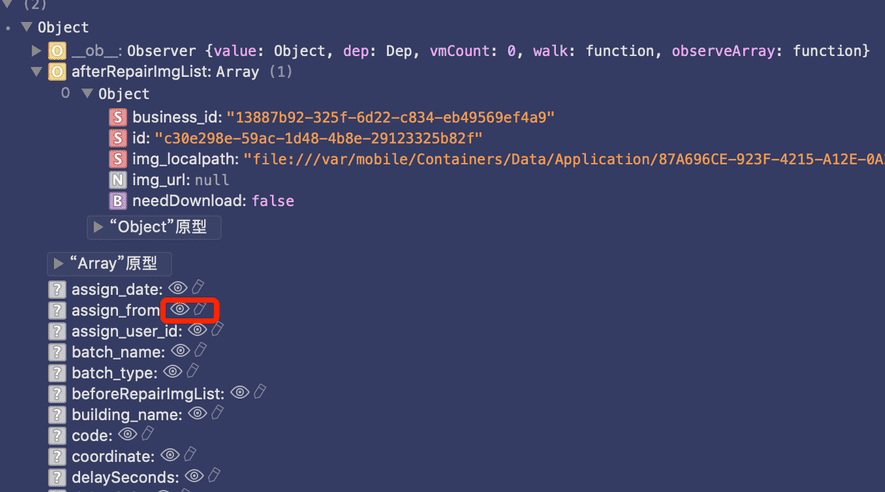 (2)
Object
O __ob__: Observer {value: Object, dep: Dep, vmCount: 0, walk: function, observeArray: function}
O afterRepairImgList: Array (1)
0 Object
S business_id: "13887b92-325f-6d22-c834-eb49569ef4a9"
S id: "c30e298e-59ac-1d48-4b8e-29123325b82f"
S img_localpath: "file:///var/mobile/Containers/Data/Application/87A696CE-923F-4215-A12E-0A
N img_url: null
B needDownload: false
“Object”原型
“Array”原型
? assign_date:
? assign_from
? assign_user_id:
? batch_name:
? batch_type:
? beforeRepairImgList:
? building_name:
? code:
? coordinate:
? delaySeconds: